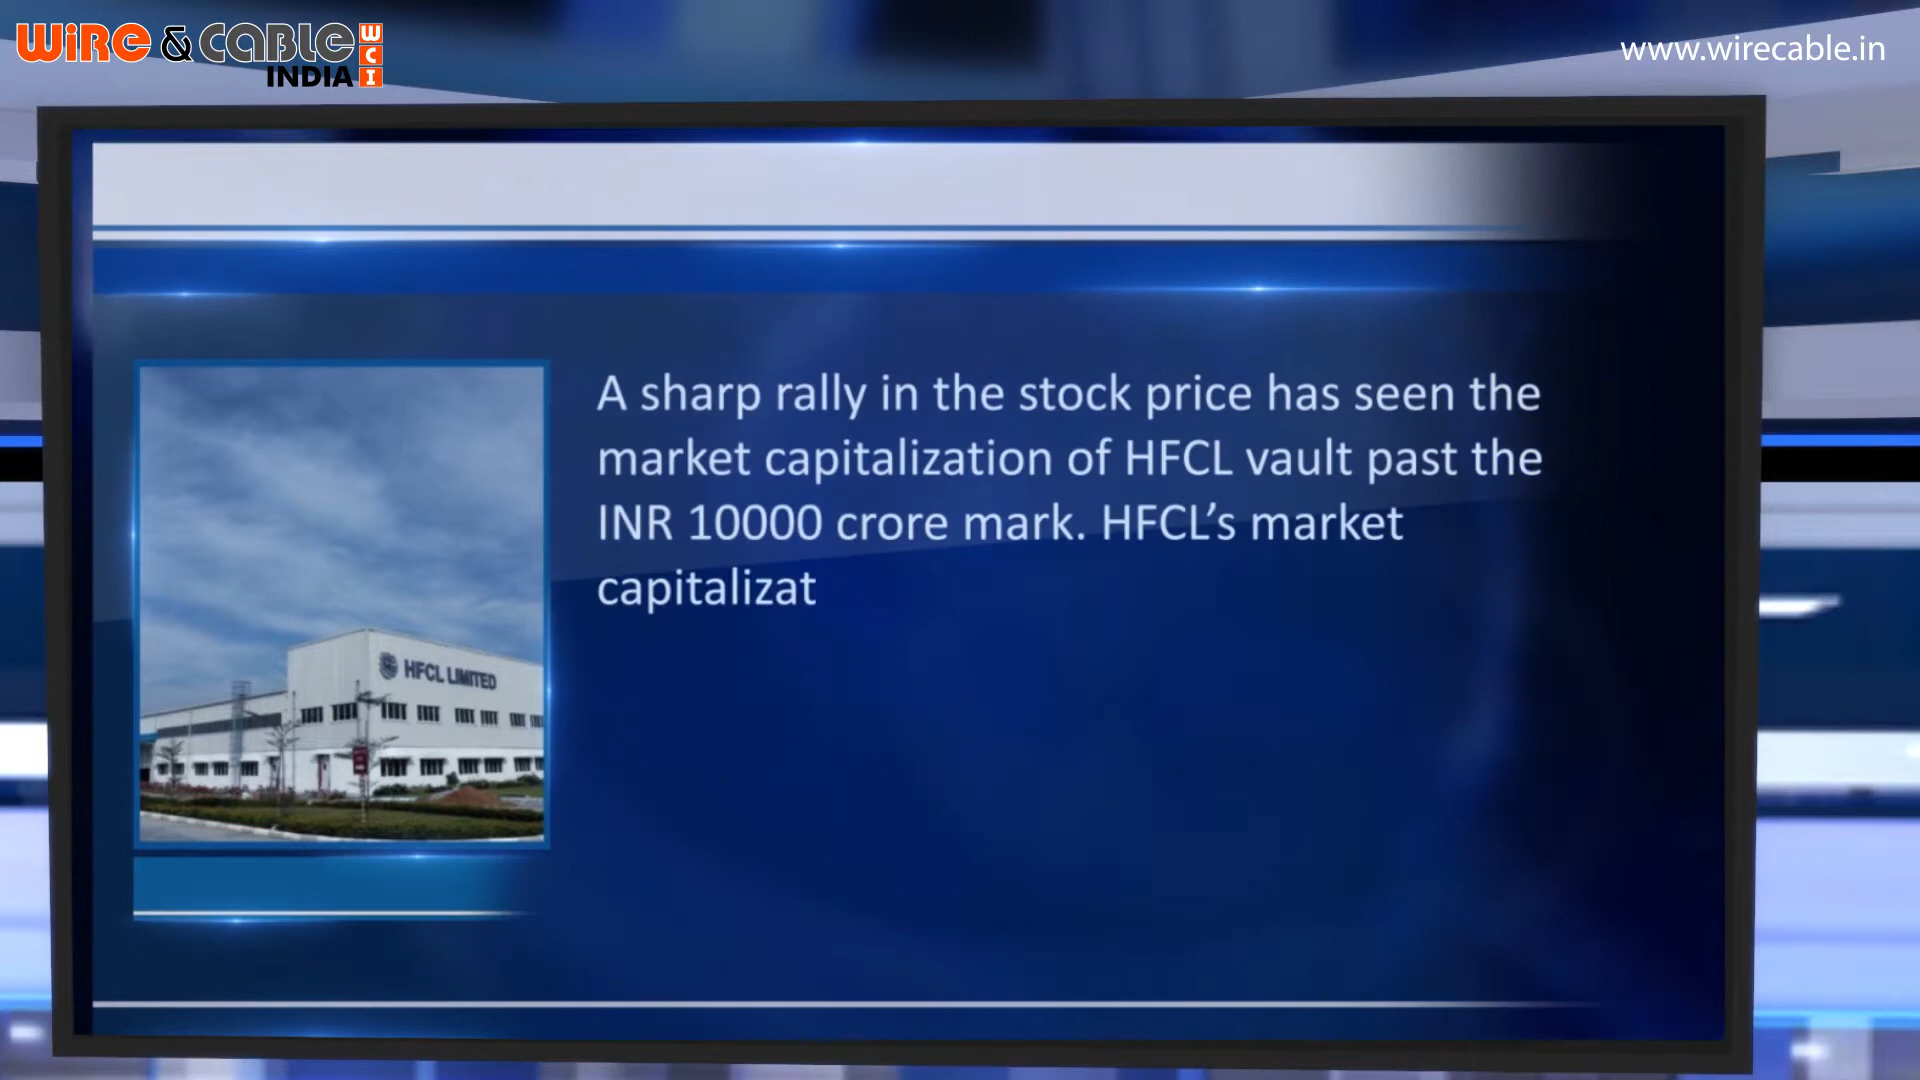 WIRE & CABLE WCI
INDIA
www.wirecable.in
A sharp rally in the stock price has seen the
market capitalization of HFCL vault past the
INR 10000 crore mark. HFCL’s market
capitalizat
HFCL LIMITED